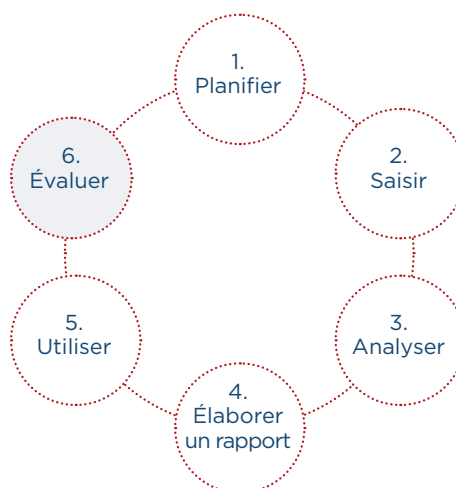 1.
Planifier
2.
Saisir
3.
Analyser
4.
Élaborer
un rapport
5.
Utiliser
6.
Évaluer